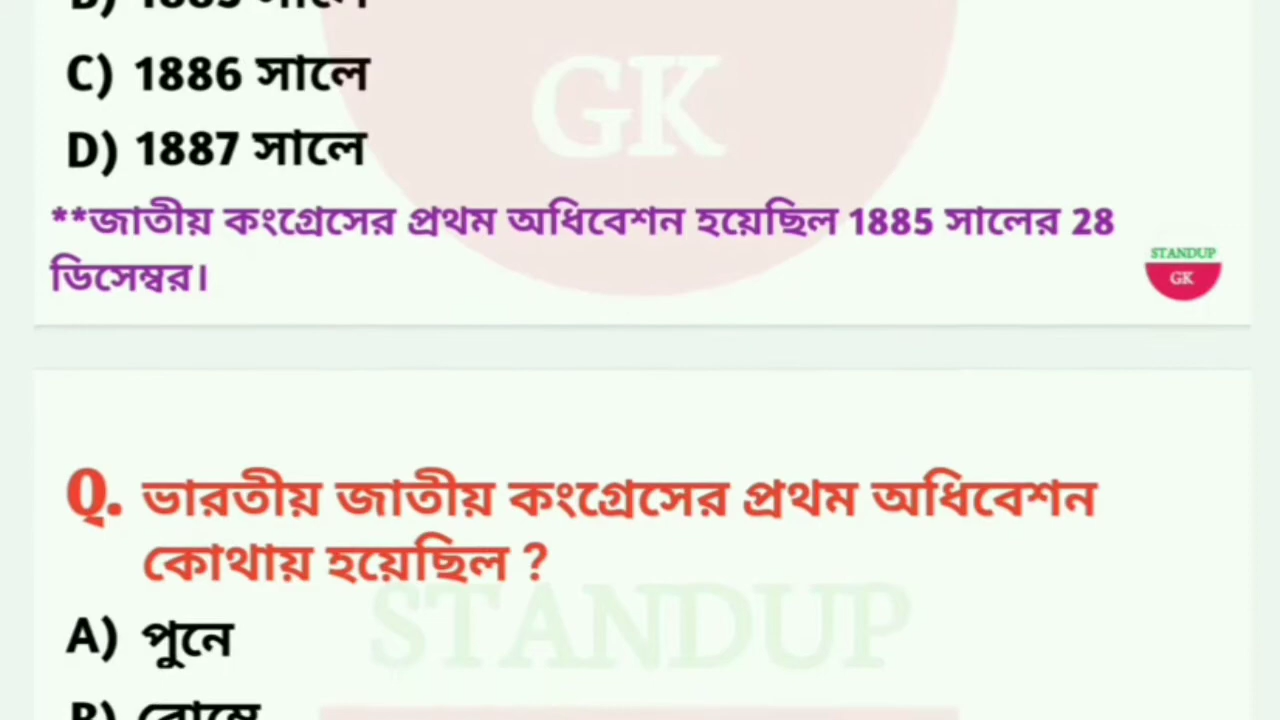 C) 1886 সালে
D) 1887 সালে
GK
**জাতীয় কংগ্রেসের প্রথম অধিবেশন হয়েছিল 1885 সালের 28
ডিসেম্বর।
STANDUP
GK
Q. ভারতীয় জাতীয় কংগ্রেসের প্রথম অধিবেশন
কোথায় হয়েছিল ?
STANDUP
A) পুনে